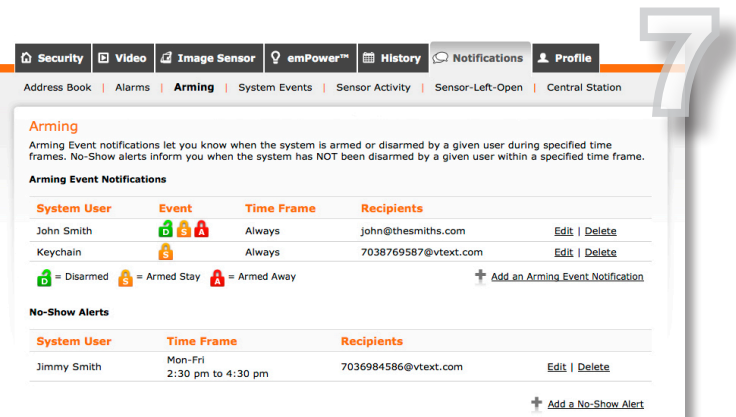 7
Security Video Image Sensor emPower™ History Notifications Profile
Address Book | Alarms | Arming | System Events | Sensor Activity | Sensor-Left-Open | Central Station
Arming
Arming Event notifications let you know when the system is armed or disarmed by a given user during specified time
frames. No-Show alerts inform you when the system has NOT been disarmed by a given user within a specified time frame.
Arming Event Notifications
System User Event Time Frame Recipients
John Smith D S A Always john@thesmiths.com Edit | Delete
Keychain S Always 7038769587@vtext.com Edit | Delete
D = Disarmed S = Armed Stay A = Armed Away Add an Arming Event Notification
No-Show Alerts
System User Time Frame Recipients
Jimmy Smith Mon-Fri 7036984586@vtext.com Edit | Delete
2:30 pm to 4:30 pm
Add a No-Show Alert